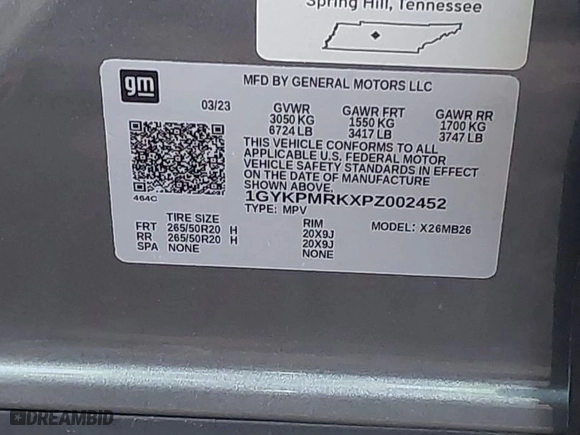 Spring Hill, Tennessee
gm
MFD BY GENERAL MOTORS LLC
03/23 GVWR GAWR FRT GAWR RR
3050 KG 1550 KG 1700 KG
6724 LB 3417 LB 3747 LB
THIS VEHICLE CONFORMS TO ALL
APPLICABLE U.S. FEDERAL MOTOR
VEHICLE SAFETY STANDARDS IN EFFECT
ON THE DATE OF MANUFACTURE
SHOWN ABOVE.
464C
1GYKPMRKXPZ002452
TYPE: MPV MODEL: X26MB26
TIRE SIZE RIM
FRT 265/50R20 H 20X9J
RR 265/50R20 H 20X9J
SPA NONE NONE
DREAMBID